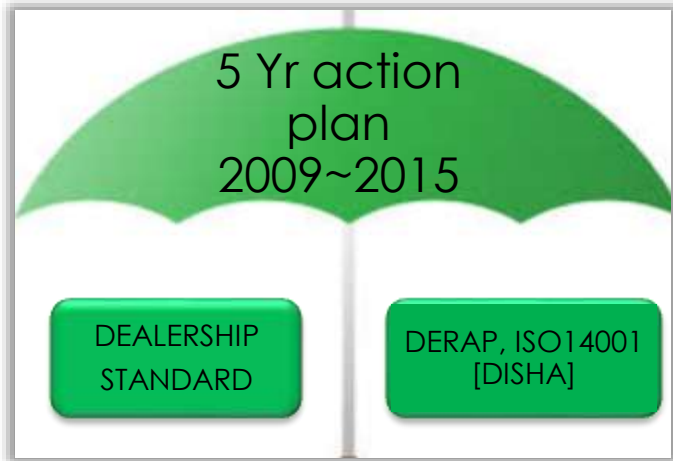 5 Yr action
plan
2009~2015
DEALERSHIP
STANDARD
DERAP, ISO14001
[DISHA]